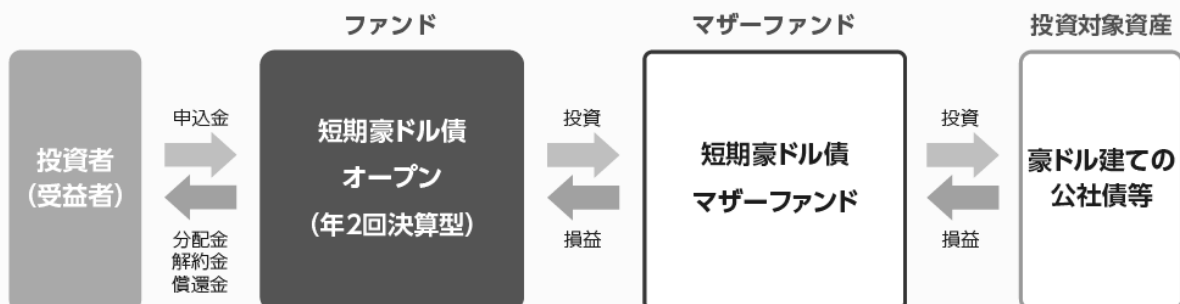 ファンド
マザーファンド
投資対象資産
投資者
(受益者)
申込金
分配金
解約金
償還金
短期豪ドル債
オープン
(年2回決算型)
投資
損益
短期豪ドル債
マザーファンド
投資
損益
豪ドル建ての
公社債等